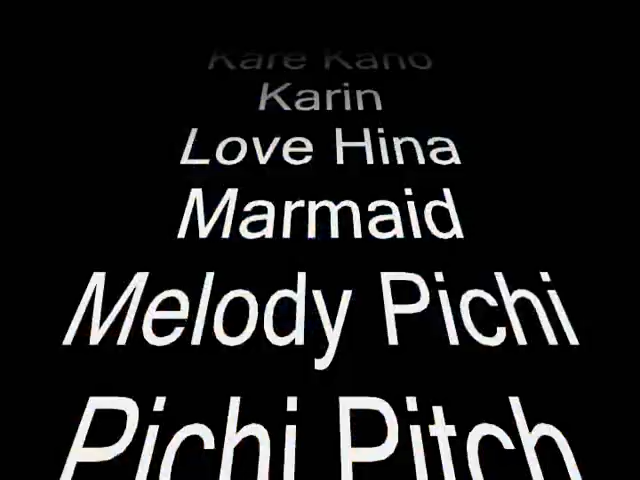 Kare Kano
Karin
Love Hina
Marmaid
Melody Pichi
Pichi Pitch